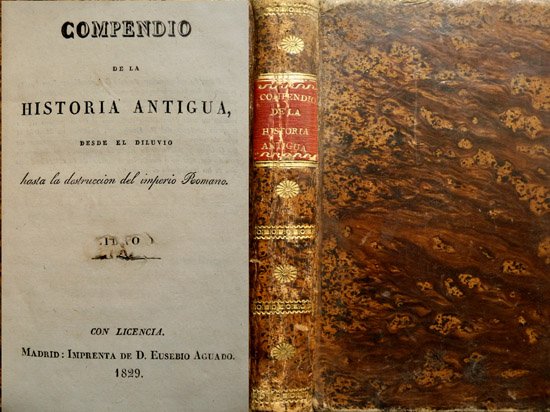 COMPENDIO
DE LA
HISTORIA ANTIGUA,
DESDE EL DILUVIO
hasta la destruccion del imperio Romano.
CON LICENCIA.
MADRID: IMPRENTA DE D. EUSEBIO AGUADO.
1829.
COMPENDIO
DE LA
HISTORIA
ANTIGUA